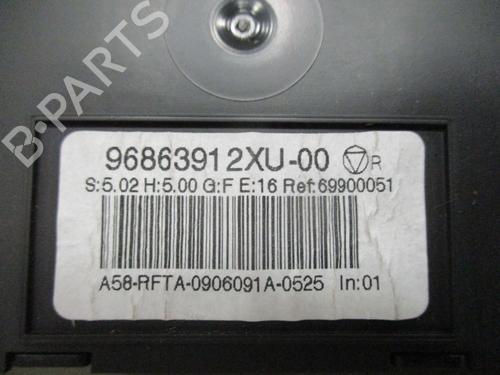 B-PARTS
96863912XU-00 R
S:5.02 H:5.00 G:F E:16 Ref:69900051
A58-RFTA-0906091A-0525 In:01